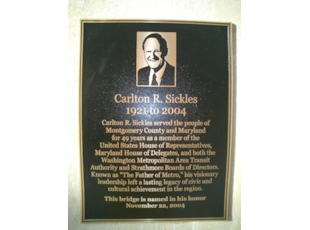 Carlton R. Sickles
1921 to 2004
Carlton R. Sickles served the people of
Montgomery County and Maryland
for 49 years as a member of the
United States House of Representatives,
Maryland House of Delegates, and both the
Washington Metropolitan Area Transit
Authority and Strathmore Boards of Directors.
Known as "The Father of Metro," his visionary
leadership left a lasting legacy of civic and
cultural achievement in the region.
This bridge is named in his honor
November 22, 2004